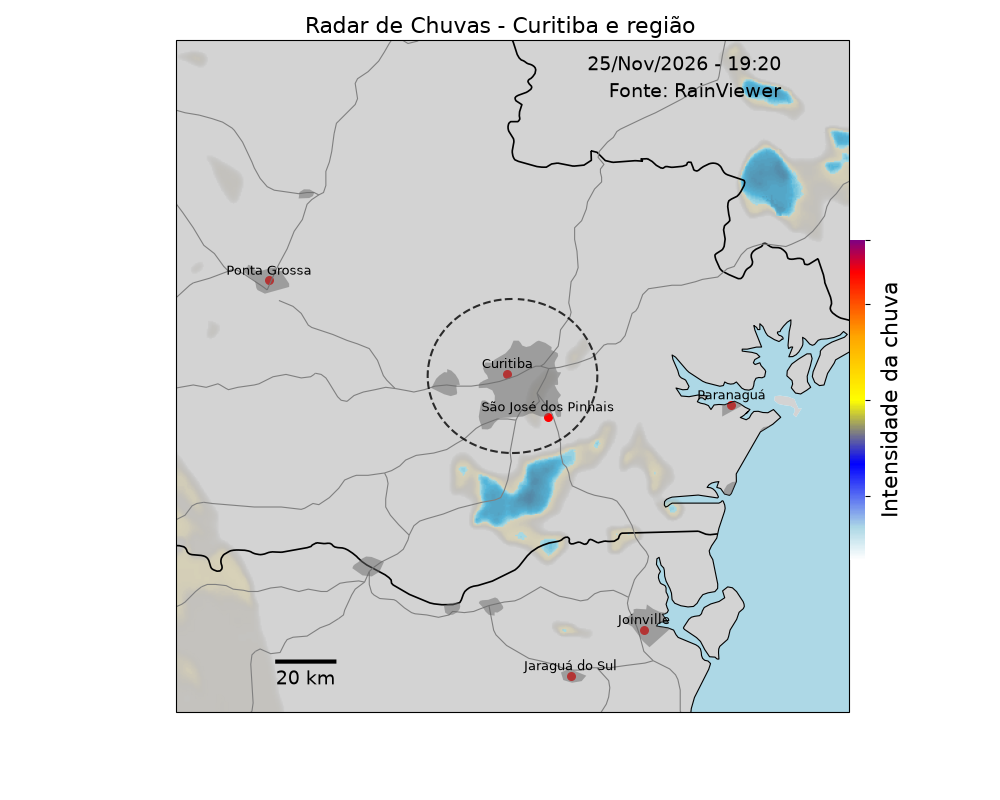 Radar de Chuvas - Curitiba e região
25/Nov/2026 - 19:20
Fonte: RainViewer
Ponta Grossa
Curitiba
São José dos Pinhais
Paranaguá
Intensidade da chuva
Joinville
Jaraguá do Sul
20 km